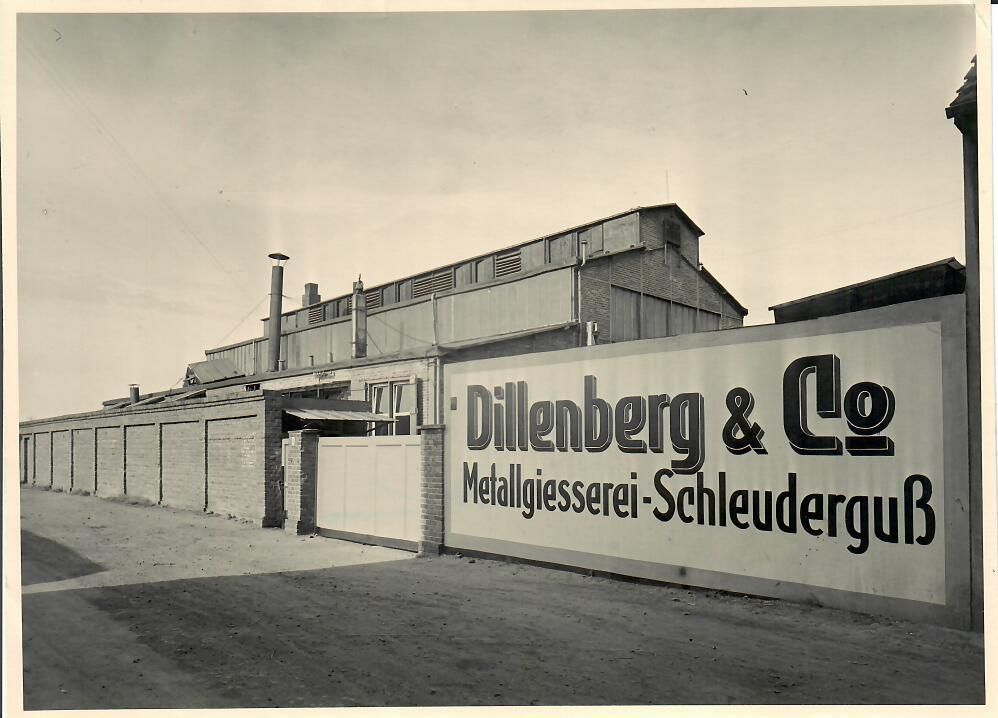 Dillenberg & Co
Metallgiesserei-Schleuderguß